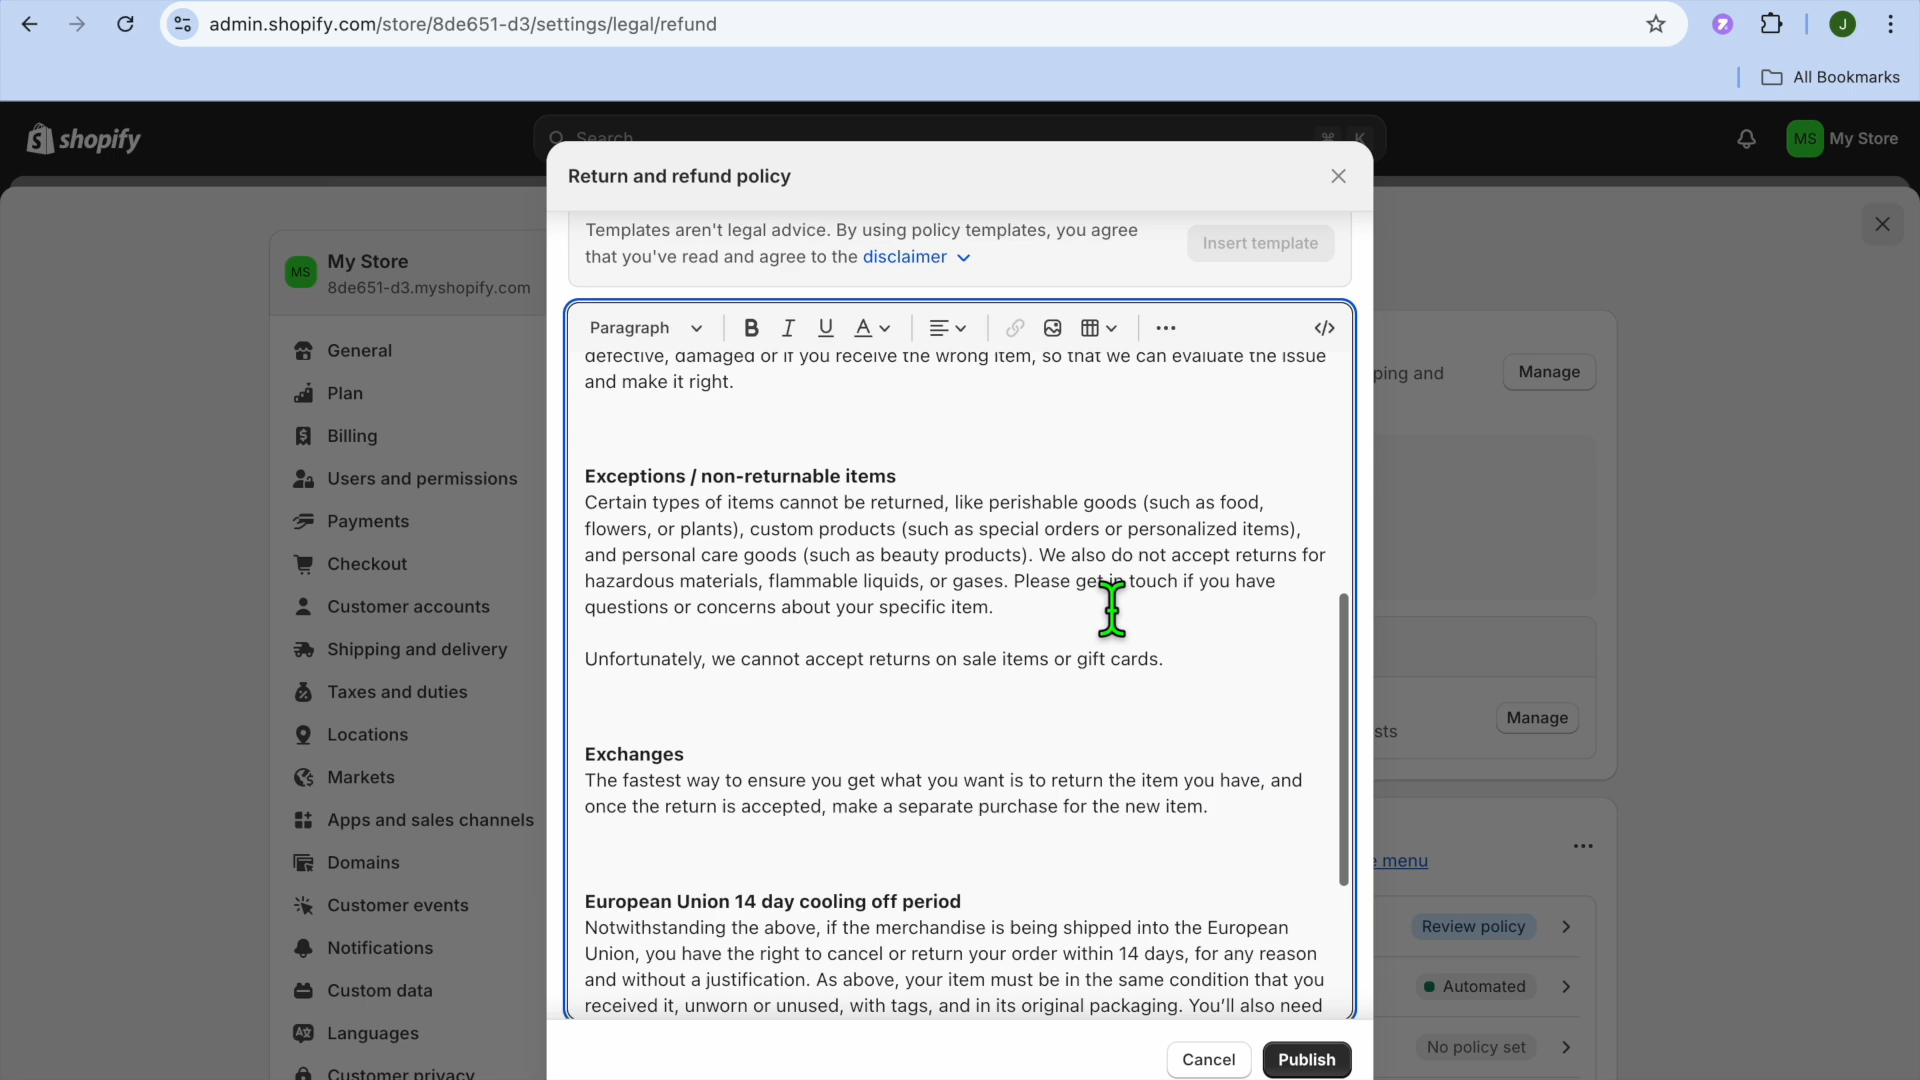 admin.shopify.com/store/8de651-d3/settings/legal/refund
J
All Bookmarks
shopify
Search
⌘ K
MS My Store
Return and refund policy
Templates aren't legal advice. By using policy templates, you agree
that you've read and agree to the disclaimer
Insert template
MS
My Store
8de651-d3.myshopify.com
General
Plan
Billing
Users and permissions
Payments
Checkout
Customer accounts
Shipping and delivery
Taxes and duties
Locations
Markets
Apps and sales channels
Domains
Customer events
Notifications
Custom data
Languages
Customer privacy
Paragraph B I U A </>
defective, damaged or if you receive the wrong item, so that we can evaluate the issue
and make it right.
Exceptions / non-returnable items
Certain types of items cannot be returned, like perishable goods (such as food,
flowers, or plants), custom products (such as special orders or personalized items),
and personal care goods (such as beauty products). We also do not accept returns for
hazardous materials, flammable liquids, or gases. Please get in touch if you have
questions or concerns about your specific item.
Unfortunately, we cannot accept returns on sale items or gift cards.
Exchanges
The fastest way to ensure you get what you want is to return the item you have, and
once the return is accepted, make a separate purchase for the new item.
European Union 14 day cooling off period
Notwithstanding the above, if the merchandise is being shipped into the European
Union, you have the right to cancel or return your order within 14 days, for any reason
and without a justification. As above, your item must be in the same condition that you
received it, unworn or unused, with tags, and in its original packaging. You’ll also need
Cancel
Publish
ping and
Manage
sts
Manage
e menu
Review policy
Automated
No policy set